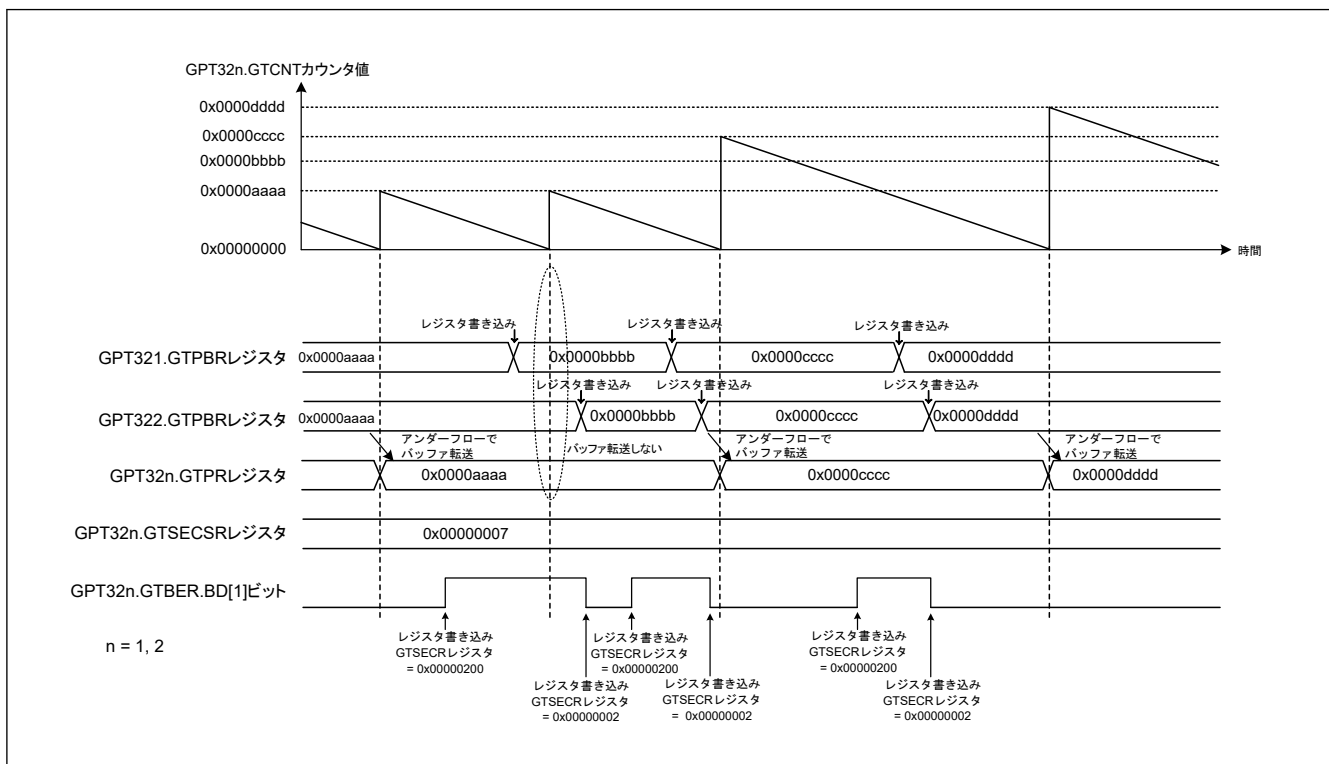 GPT32n.GTCNTカウンタ値
0x0000dddd
0x0000cccc
0x0000bbbb
0x0000aaaa
0x00000000
時間
レジスタ書き込み
レジスタ書き込み
レジスタ書き込み
GPT321.GTPBRレジスタ
0x0000aaaa
0x0000bbbb
0x0000cccc
0x0000dddd
レジスタ書き込み
レジスタ書き込み
レジスタ書き込み
GPT322.GTPBRレジスタ
0x0000aaaa
0x0000bbbb
0x0000cccc
0x0000dddd
アンダーフローで
バッファ転送
バッファ転送しない
アンダーフローで
バッファ転送
アンダーフローで
バッファ転送
GPT32n.GTPRレジスタ
0x0000aaaa
0x0000cccc
0x0000dddd
GPT32n.GTSECSRレジスタ
0x00000007
GPT32n.GTBER.BD[1]ビット
n = 1, 2
レジスタ書き込み
GTSECRレジスタ
= 0x00000200
レジスタ書き込み
GTSECRレジスタ
= 0x00000200
レジスタ書き込み
GTSECRレジスタ
= 0x00000200
レジスタ書き込み
GTSECRレジスタ
= 0x00000002
レジスタ書き込み
GTSECRレジスタ
= 0x00000002
レジスタ書き込み
GTSECRレジスタ
= 0x00000002